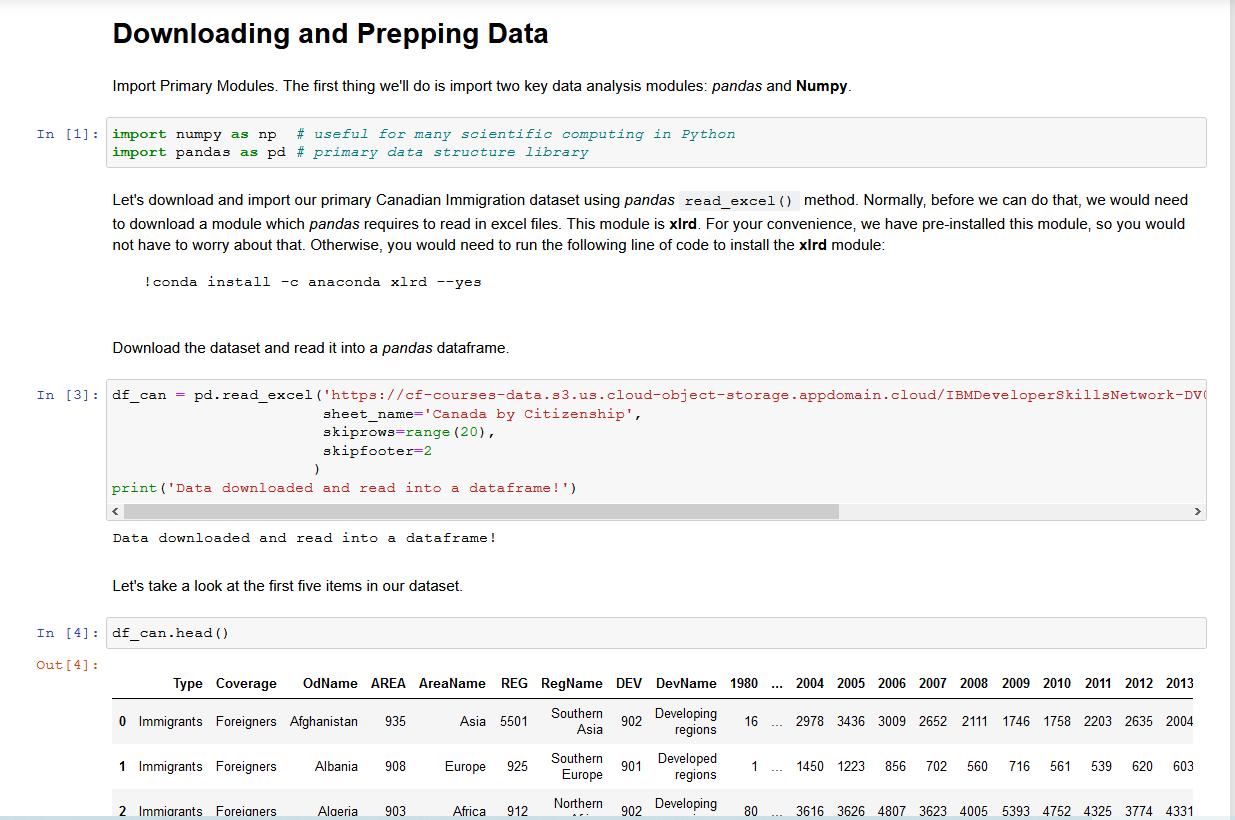 Downloading and Prepping Data
Import Primary Modules. The first thing we'll do is import two key data analysis modules: pandas and Numpy.
In [1]: import numpy as np  # useful for many scientific computing in Python
import pandas as pd # primary data structure library
Let's download and import our primary Canadian Immigration dataset using pandas read_excel() method. Normally, before we can do that, we would need
to download a module which pandas requires to read in excel files. This module is xlrd. For your convenience, we have pre-installed this module, so you would
not have to worry about that. Otherwise, you would need to run the following line of code to install the xlrd module:
!conda install -c anaconda xlrd --yes
Download the dataset and read it into a pandas dataframe.
In [3]: df_can = pd.read_excel('https://cf-courses-data.s3.us.cloud-object-storage.appdomain.cloud/IBMDeveloperSkillsNetwork-DV
sheet_name='Canada by Citizenship',
skiprows=range(20),
skipfooter=2
)
print('Data downloaded and read into a dataframe!')
Data downloaded and read into a dataframe!
Let's take a look at the first five items in our dataset.
In [4]: df_can.head()
Out[4]:
Type Coverage OdName AREA AreaName REG RegName DEV DevName 1980 ... 2004 2005 2006 2007 2008 2009 2010 2011 2012 2013
0 Immigrants Foreigners Afghanistan 935 Asia 5501 Southern Asia 902 Developing regions 16 ... 2978 3436 3009 2652 2111 1746 1758 2203 2635 2004
1 Immigrants Foreigners Albania 908 Europe 925 Southern Europe 901 Developed regions 1 ... 1450 1223 856 702 560 716 561 539 620 603
2 Immigrants Foreigners Algeria 903 Africa 912 Northern 902 Developing 80 ... 3616 3626 4807 3623 4005 5393 4752 4325 3774 4331